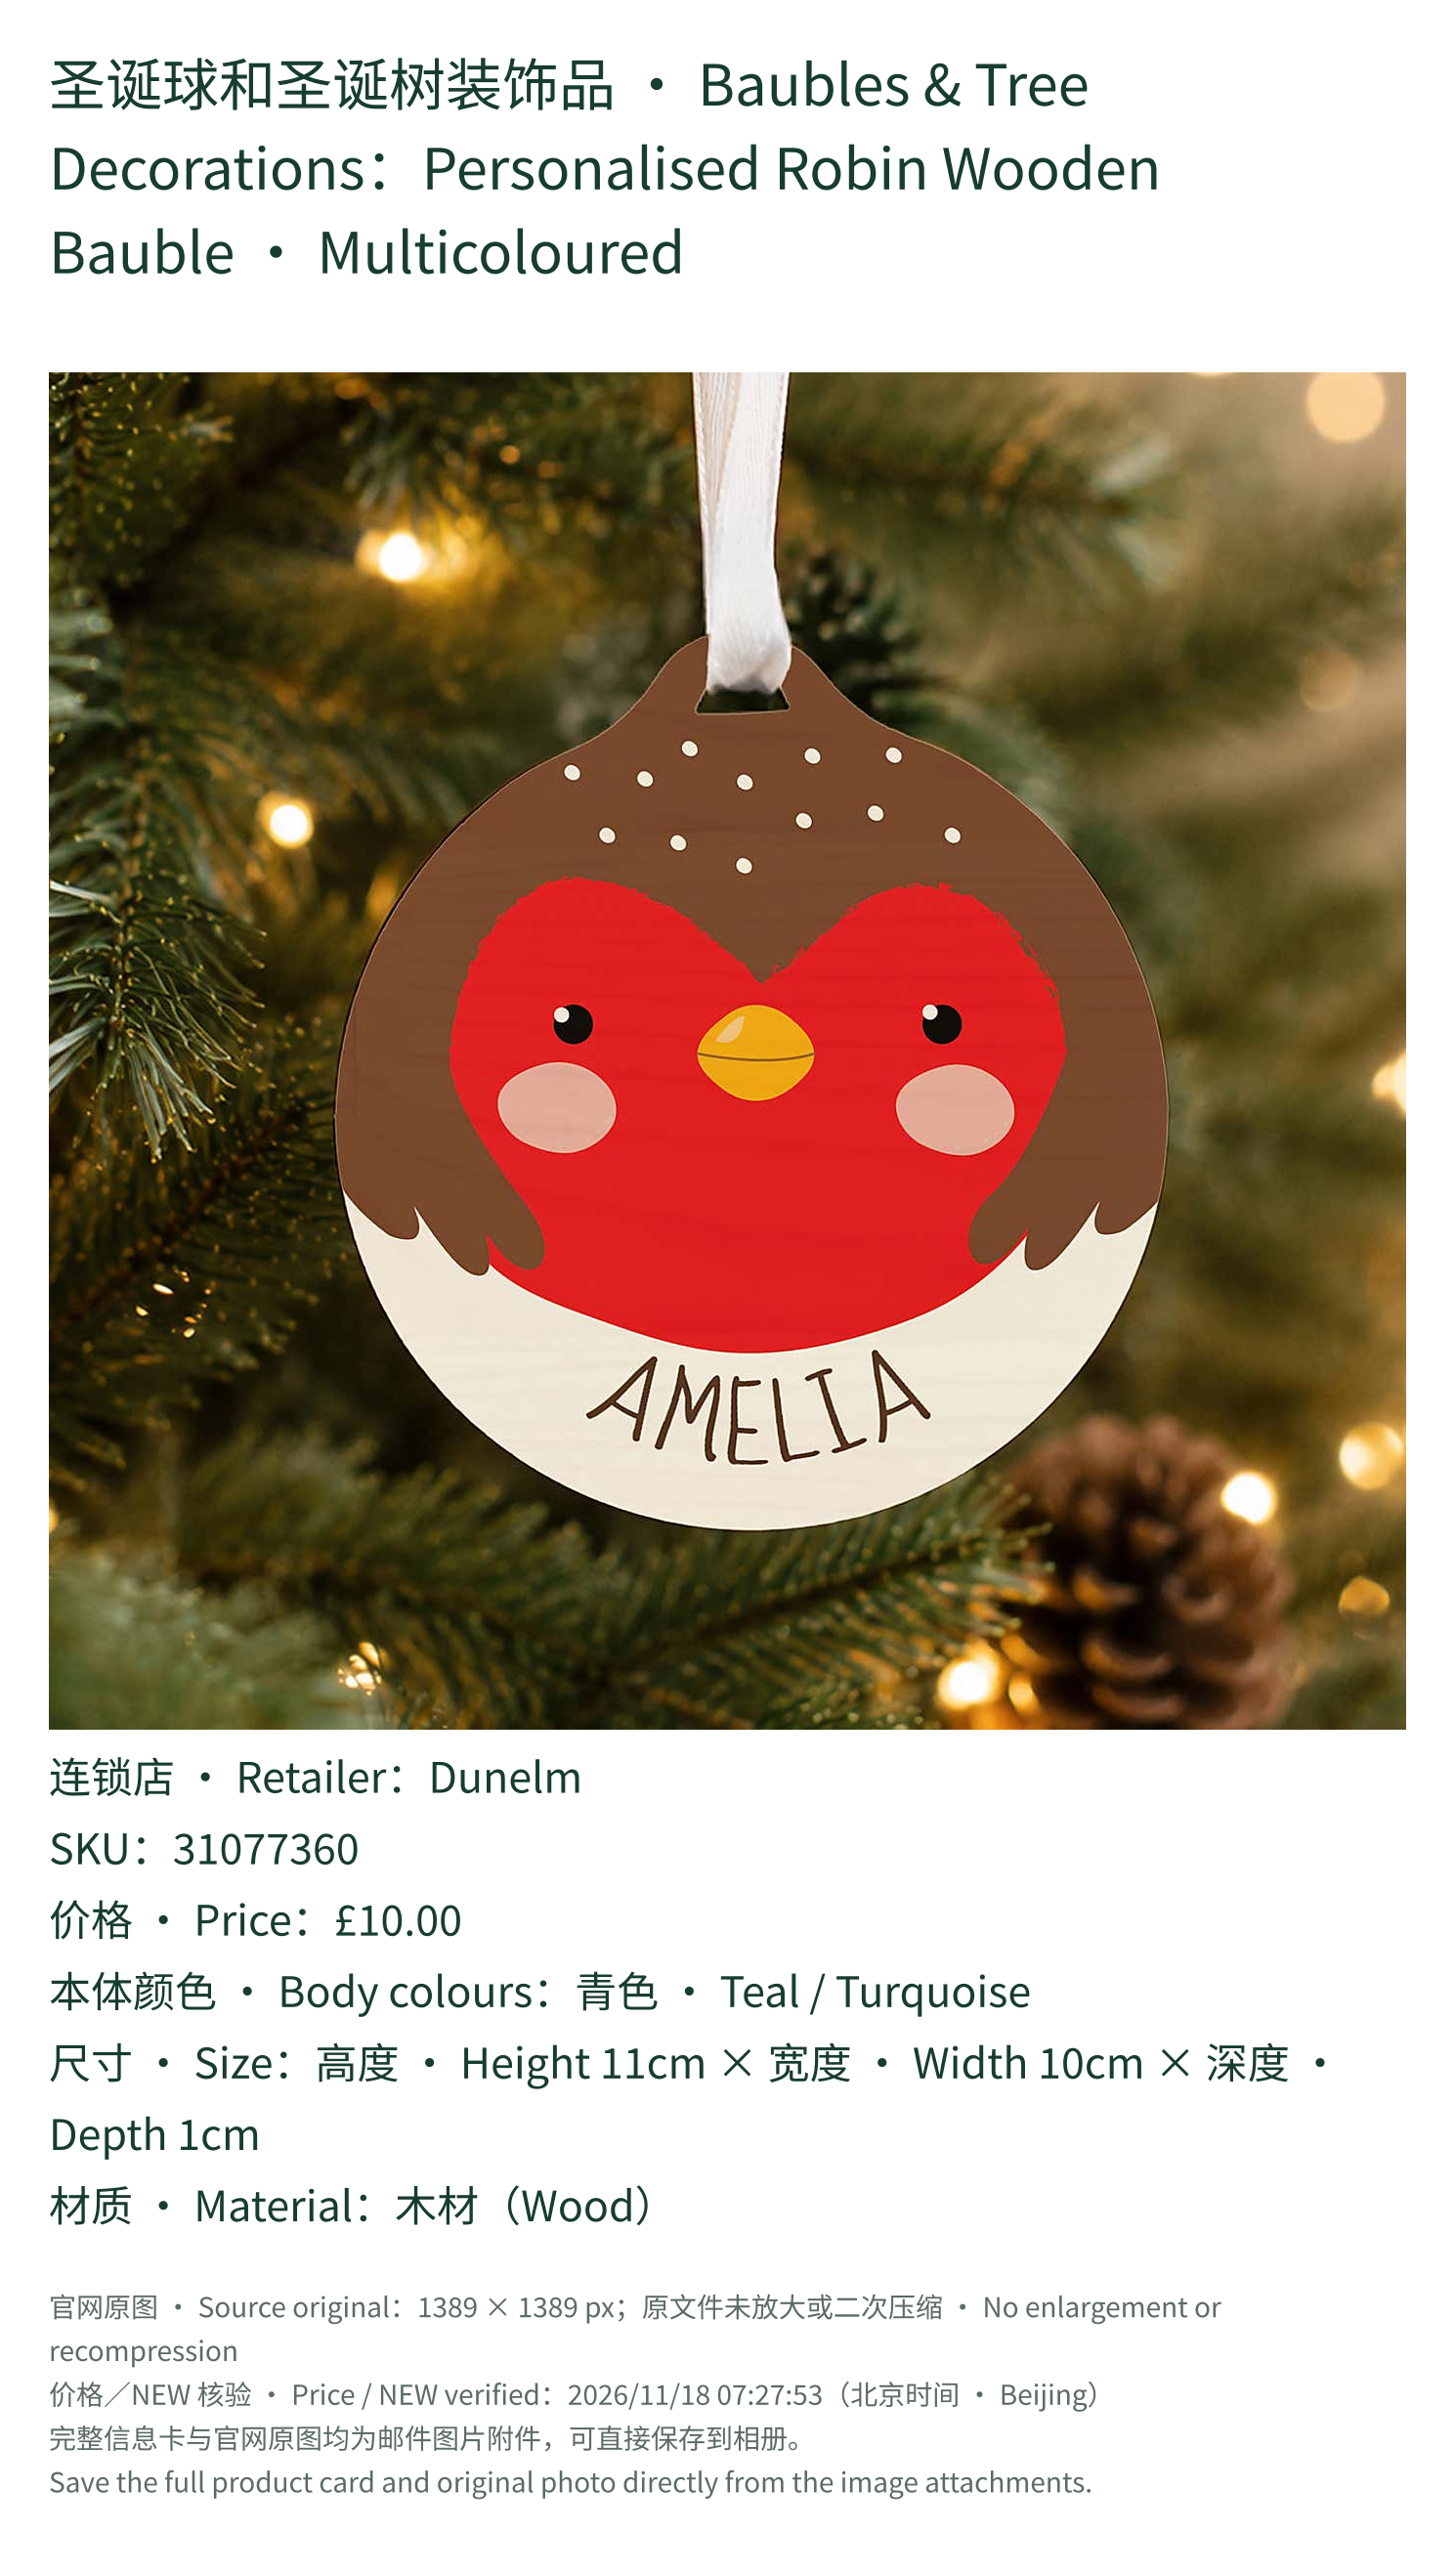 圣诞球和圣诞树装饰品 · Baubles & Tree
Decorations：Personalised Robin Wooden
Bauble · Multicoloured
AMELIA
连锁店 · Retailer：Dunelm
SKU：31077360
价格 · Price：£10.00
本体颜色 · Body colours：青色 · Teal / Turquoise
尺寸 · Size：高度 · Height 11cm × 宽度 · Width 10cm × 深度 ·
Depth 1cm
材质 · Material：木材（Wood）
官网原图 · Source original：1389 × 1389 px；原文件未放大或二次压缩 · No enlargement or
recompression
价格／NEW 核验 · Price / NEW verified：2026/11/18 07:27:53（北京时间 · Beijing）
完整信息卡与官网原图均为邮件图片附件，可直接保存到相册。
Save the full product card and original photo directly from the image attachments.